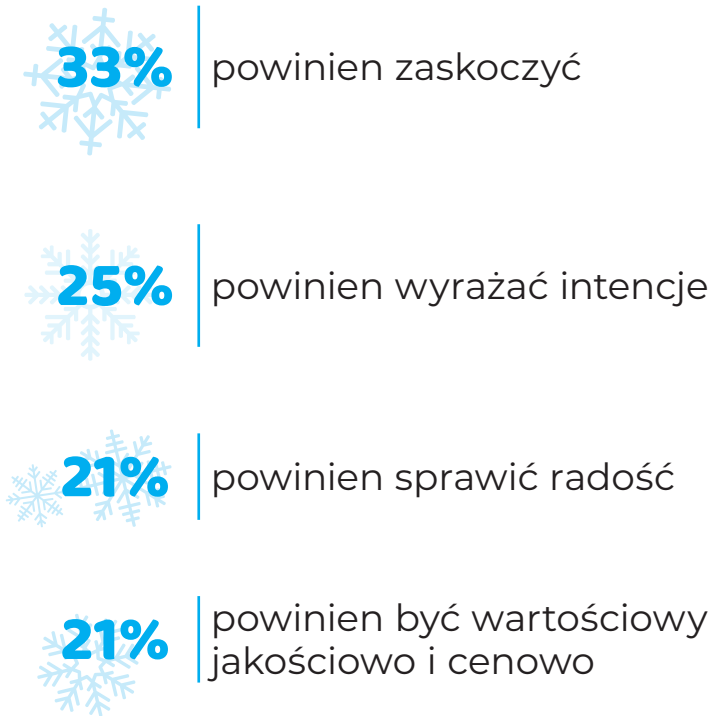 33%
powinien zaskoczyć
25%
powinien wyrażać intencje
21%
powinien sprawić radość
21%
powinien być wartościowy
jakościowo i cenowo